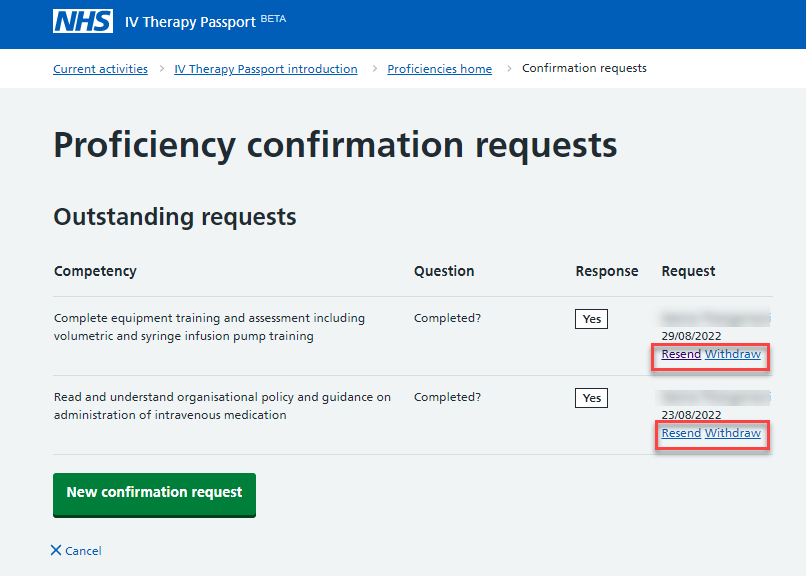 NHS IV Therapy Passport BETA
Current activities > IV Therapy Passport introduction > Proficiencies home > Confirmation requests
Proficiency confirmation requests
Outstanding requests
Competency Question Response Request
Complete equipment training and assessment including Completed? Yes
volumetric and syringe infusion pump training 29/08/2022
Resend Withdraw
Read and understand organisational policy and guidance on Completed? Yes
administration of intravenous medication 23/08/2022
Resend Withdraw
New confirmation request
Cancel